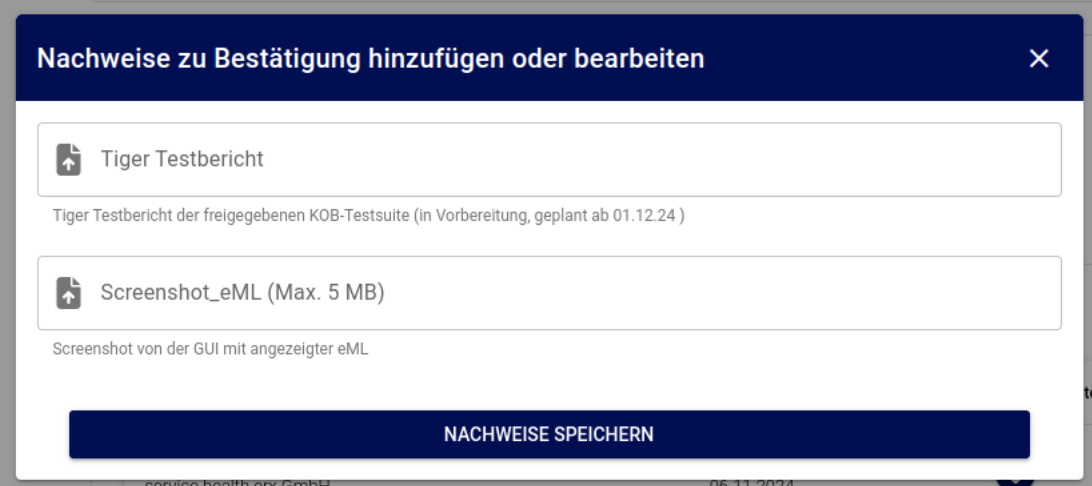 Nachweise zu Bestätigung hinzufügen oder bearbeiten
Tiger Testbericht
Tiger Testbericht der freigegebenen KOB-Testsuite (in Vorbereitung, geplant ab 01.12.24 )
Screenshot_eML (Max. 5 MB)
Screenshot von der GUI mit angezeigter eML
NACHWEISE SPEICHERN
service health erx GmbH 06.11.2024